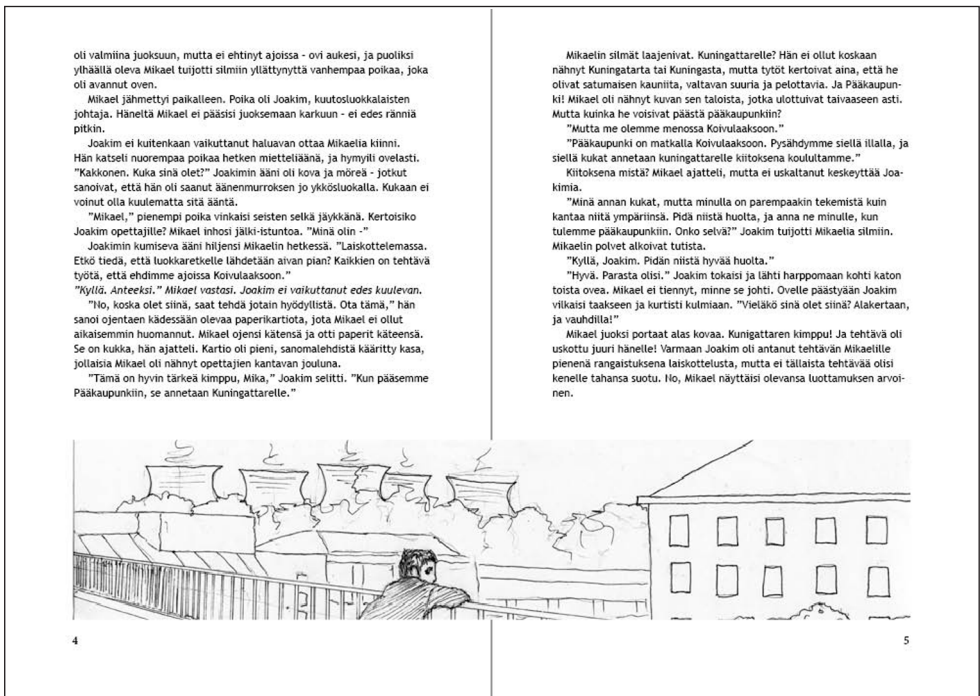 oli valmiina juoksuun, mutta ei ehtinyt ajoissa – ovi aukesi, ja puoliksi
ylhäällä oleva Mikael tuijotti silmiin yllättynyttä vanhempaa poikaa, joka
oli avannut oven.
Mikael jähmettyi paikalleen. Poika oli Joakim, kuutosluokkalaisten
johtaja. Häneltä Mikael ei pääsisi juoksemaan karkuun – ei edes ränniä
pitkin.
Joakim ei kuitenkaan vaikuttanut haluavan ottaa Mikaelia kiinni.
Hän katseli nuorempaa poikaa hetken mietteliäänä, ja hymyili ovelasti.
”Kakkonen. Kuka sinä olet?” Joakimin ääni oli kova ja möreä – jotkut
sanoivat, että hän oli saanut äänenmurroksen jo ykkösluokalla. Kukaan ei
voinut olla kuulematta sitä ääntä.
”Mikael,” pienempi poika vinkaisi seisten selkä jäykkänä. Kertoisiko
Joakim opettajille? Mikael inhosi jälki-istuntoa. ”Minä olin –”
Joakimin kumiseva ääni hiljensi Mikaelin hetkessä. ”Laiskottelemassa.
Etkö tiedä, että luokkaretkelle lähdetään aivan pian? Kaikkien on tehtävä
työtä, että ehdimme ajoissa Koivulaaksoon.”
”Kyllä. Anteeksi.” Mikael vastasi. Joakim ei vaikuttanut edes kuulevan.
”No, koska olet siinä, saat tehdä jotain hyödyllistä. Ota tämä,” hän
sanoi ojentaen kädessään olevaa paperikartiota, jota Mikael ei ollut
aikaisemmin huomannut. Mikael ojensi kätensä ja otti paperit käteensä.
Se on kukka, hän ajatteli. Kartio oli pieni, sanomalehdistä kääritty kasa,
jollaisia Mikael oli nähnyt opettajien kantavan jouluna.
”Tämä on hyvin tärkeä kimppu, Mika,” Joakim selitti. ”Kun pääsemme
Pääkaupunkiin, se annetaan Kuningattarelle.”
4
Mikaelin silmät laajenivat. Kuningattarelle? Hän ei ollut koskaan
nähnyt Kuningatarta tai Kuningasta, mutta tytöt kertoivat aina, että he
olivat satumaisen kauniita, valtavan suuria ja pelottavia. Ja Pääkaupun-
ki! Mikael oli nähnyt kuvan sen taloista, jotka ulottuivat taivaaseen asti.
Mutta kuinka he voisivat päästä pääkaupunkiin?
”Mutta me olemme menossa Koivulaaksoon.”
”Pääkaupunki on matkalla Koivulaaksoon. Pysähdymme siellä illalla, ja
siellä kukat annetaan kuningattarelle kiitoksena koulultamme.”
Kiitoksena mistä? Mikael ajatteli, mutta ei uskaltanut keskeyttää Joa-
kimia.
”Minä annan kukat, mutta minulla on parempaakin tekemistä kuin
kantaa niitä ympäriinsä. Pidä niistä huolta, ja anna ne minulle, kun
tulemme pääkaupunkiin. Onko selvä?” Joakim tuijotti Mikaelia silmiin.
Mikaelin polvet alkoivat tutista.
”Kyllä, Joakim. Pidän niistä hyvää huolta.”
”Hyvä. Parasta olisi.” Joakim tokaisi ja lähti harppomaan kohti katon
toista ovea. Mikael ei tiennyt, minne se johti. Ovelle päästyään Joakim
vilkaisi taakseen ja kurtisti kulmiaan. ”Vieläkö sinä olet siinä? Alakertaan,
ja vauhdilla!”
Mikael juoksi portaat alas kovaa. Kunigattaren kimppu! Ja tehtävä oli
uskottu juuri hänelle! Varmaan Joakim oli antanut tehtävän Mikaelille
pienenä rangaistuksena laiskottelusta, mutta ei tällaista tehtävää olisi
kenelle tahansa suotu. No, Mikael näyttäisi olevansa luottamuksen arvoi-
nen.
5